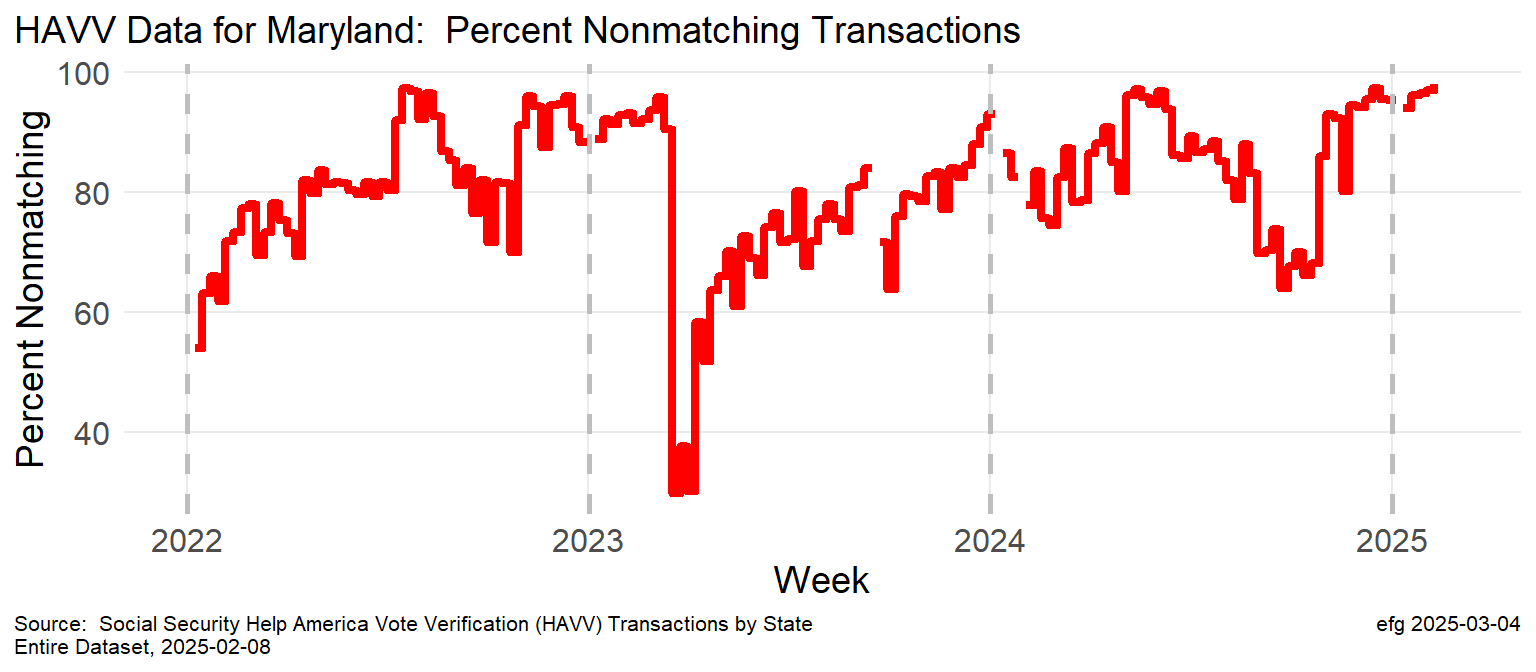 HAVV Data for Maryland:  Percent Nonmatching Transactions
Percent Nonmatching
100
80
60
40
2022 2023 2024 2025
Week
Source:  Social Security Help America Vote Verification (HAVV) Transactions by State
Entire Dataset, 2025-02-08
efg 2025-03-04